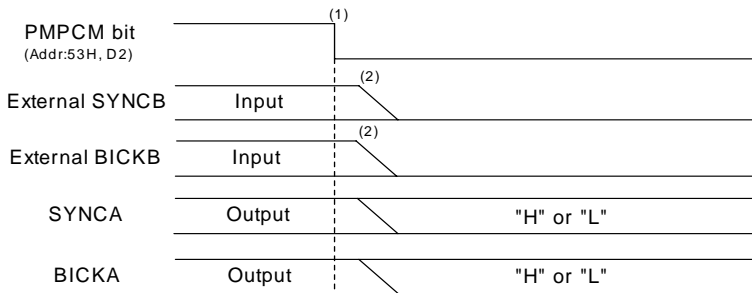 (1)
PMPCM bit
(Addr:53H, D2)
(2)
External SYNCB Input
(2)
External BICKB Input
SYNCA Output "H" or "L"
BICKA Output "H" or "L"